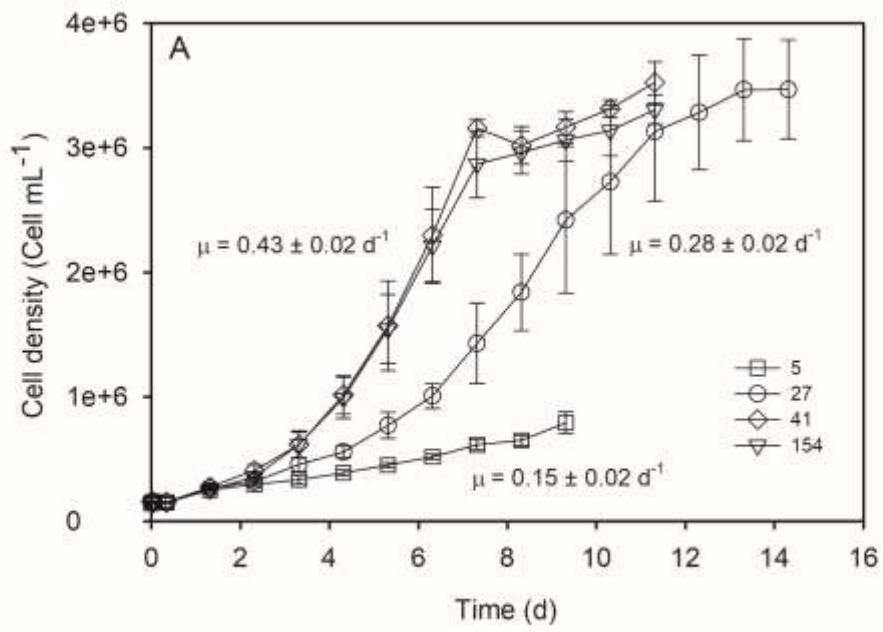 A
4e+6
3e+6
2e+6
1e+6
0
Cell density (Cell mL⁻¹)
μ = 0.43 ± 0.02 d⁻¹
μ = 0.28 ± 0.02 d⁻¹
μ = 0.15 ± 0.02 d⁻¹
5
27
41
154
0 2 4 6 8 10 12 14 16
Time (d)